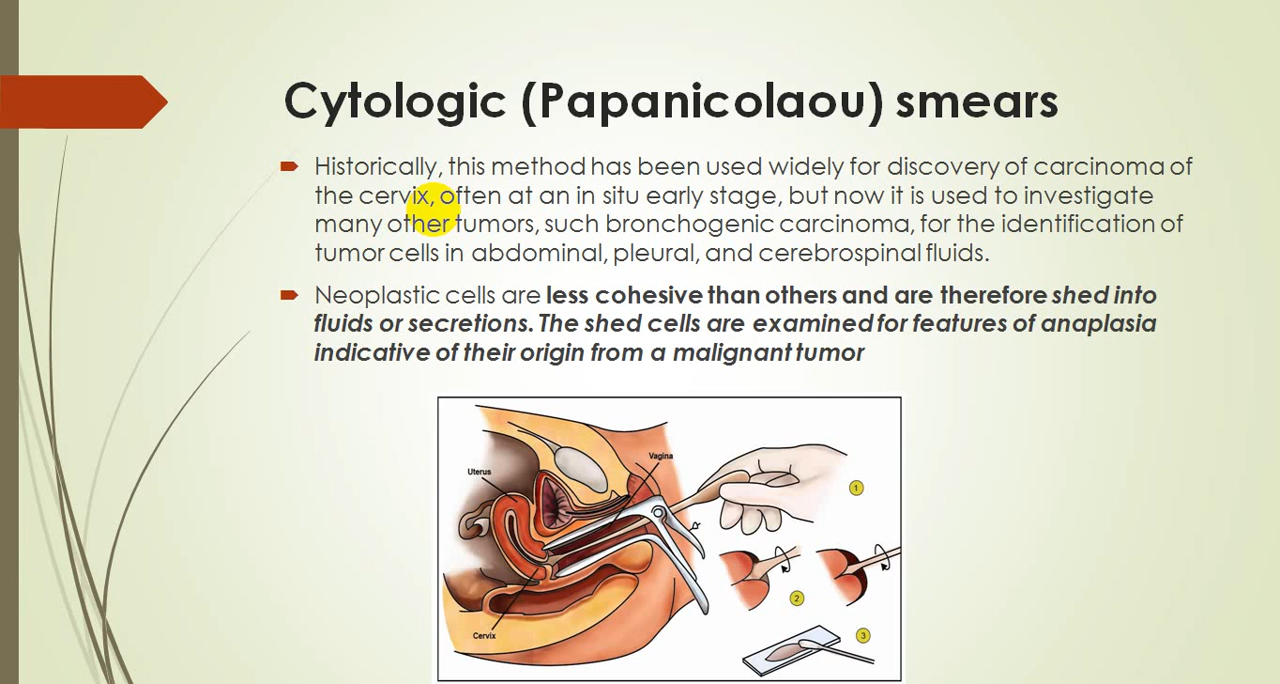 Cytologic (Papanicolaou) smears
Historically, this method has been used widely for discovery of carcinoma of
the cervix, often at an in situ early stage, but now it is used to investigate
many other tumors, such bronchogenic carcinoma, for the identification of
tumor cells in abdominal, pleural, and cerebrospinal fluids.
Neoplastic cells are less cohesive than others and are therefore shed into
fluids or secretions. The shed cells are examined for features of anaplasia
indicative of their origin from a malignant tumor
Vagina
Uterus
1
2
3
Cervix